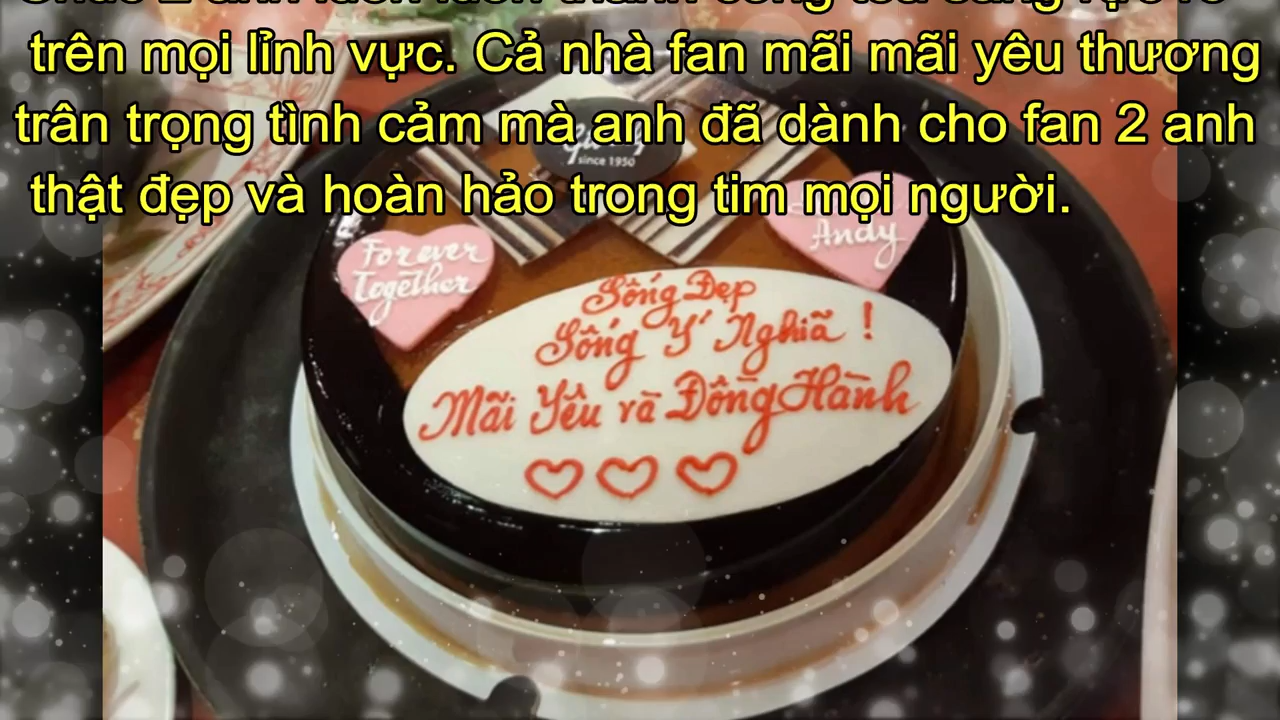 trên mọi lĩnh vực. Cả nhà fan mãi mãi yêu thương
trân trọng tình cảm mà anh đã dành cho fan 2 anh
thật đẹp và hoàn hảo trong tim mọi người.
since 1950
Forever
Together
Andy
Sống Đẹp
Sống Ý Nghiã !
Mãi Yêu và Đồng Hành